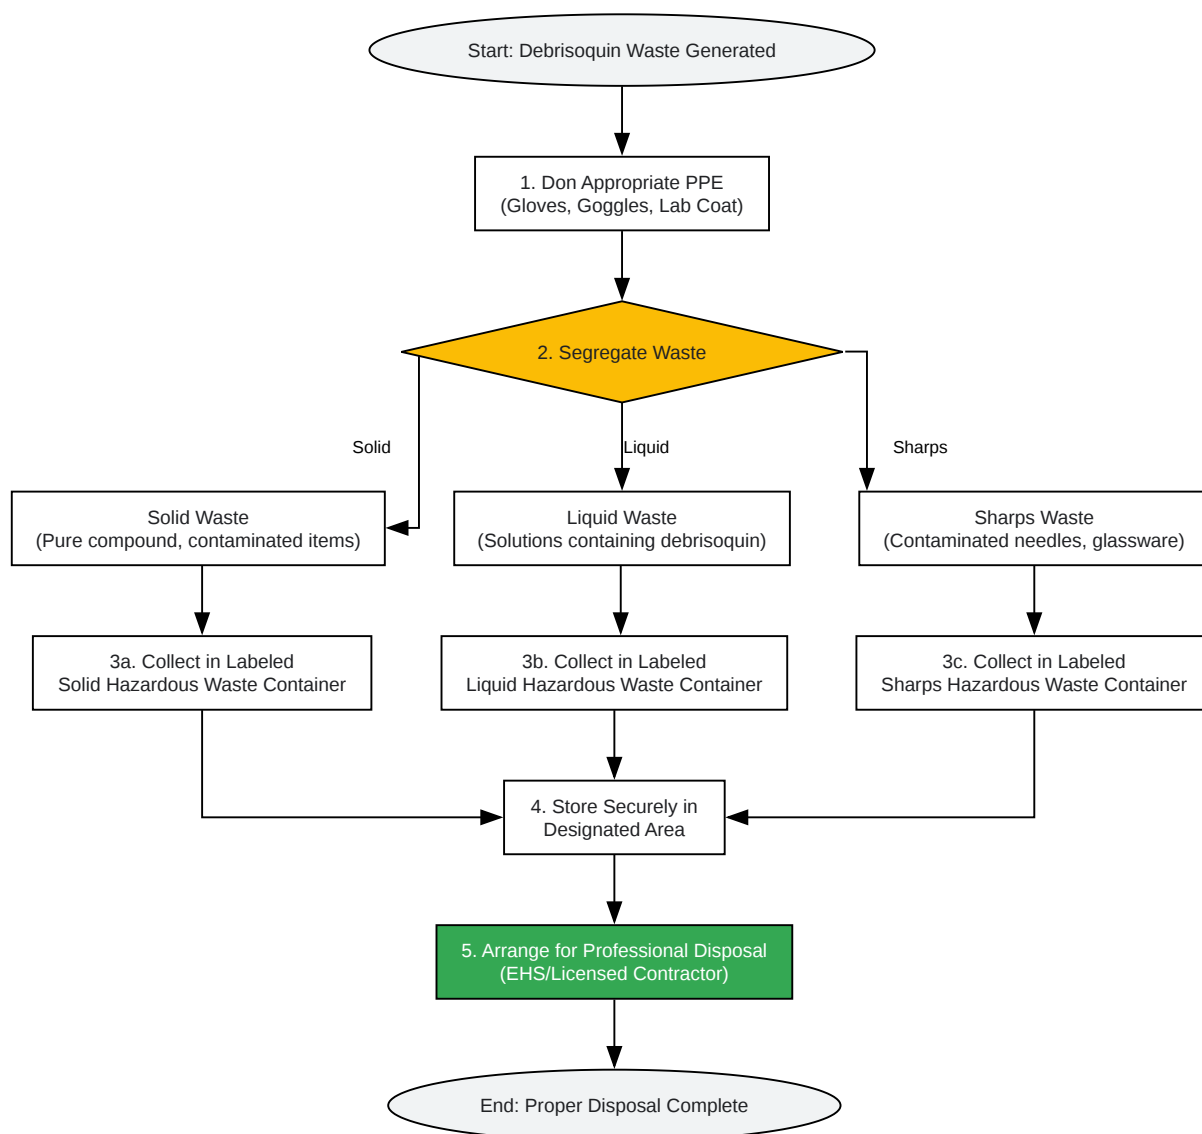 Start: Debrisoquin Waste Generated
1. Don Appropriate PPE
(Gloves, Goggles, Lab Coat)
2. Segregate Waste
Solid
Liquid
Sharps
Solid Waste
(Pure compound, contaminated items)
Liquid Waste
(Solutions containing debrisoquin)
Sharps Waste
(Contaminated needles, glassware)
3a. Collect in Labeled
Solid Hazardous Waste Container
3b. Collect in Labeled
Liquid Hazardous Waste Container
3c. Collect in Labeled
Sharps Hazardous Waste Container
4. Store Securely in
Designated Area
5. Arrange for Professional Disposal
(EHS/Licensed Contractor)
End: Proper Disposal Complete